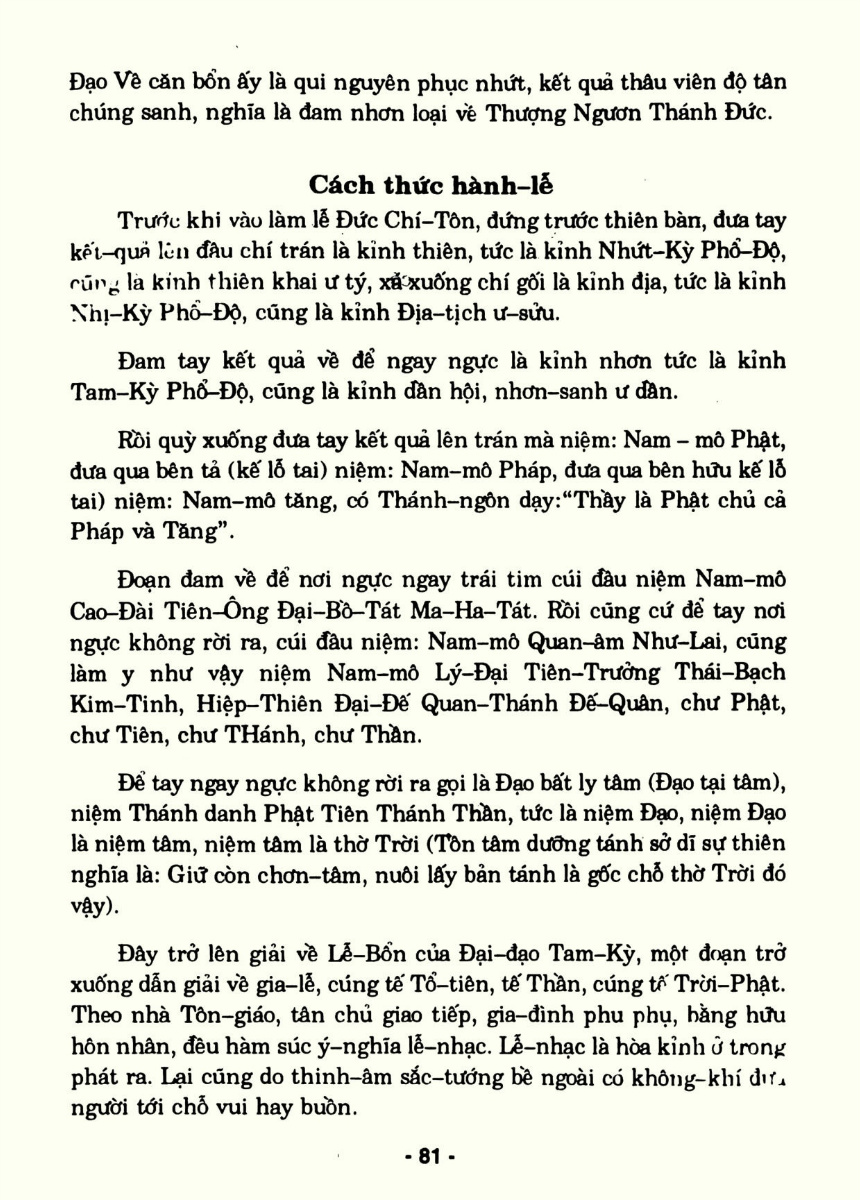 Đạo Về căn bổn ấy là qui nguyên phục nhứt, kết quả thâu viên độ tân
chúng sanh, nghĩa là đam nhơn loại về Thượng Ngươn Thánh Đức.
Cách thức hành–lễ
Trước khi vào làm lễ Đức Chí–Tôn, đứng trước thiên bàn, đưa tay
kết–quả lên đầu chí trán là kỉnh thiên, tức là kỉnh Nhứt–Kỳ Phổ–Độ,
cũng là kính thiên khai ư tý, xuống chí gối là kỉnh địa, tức là kỉnh
Nhị–Kỳ Phổ–Độ, cũng là kỉnh Địa–tịch ư–sửu.
Đam tay kết quả về để ngay ngực là kỉnh nhơn tức là kỉnh
Tam–Kỳ Phổ–Độ, cũng là kỉnh dần hội, nhơn–sanh ư dần.
Rồi quỳ xuống đưa tay kết quả lên trán mà niệm: Nam – mô Phật,
đưa qua bên tả (kế lỗ tai) niệm: Nam–mô Pháp, đưa qua bên hữu kế lỗ
tai) niệm: Nam–mô tăng, có Thánh–ngôn dạy:“Thầy là Phật chủ cả
Pháp và Tăng”.
Đoạn đam về để nơi ngực ngay trái tim cúi đầu niệm Nam–mô
Cao–Đài Tiên–Ông Đại–Bồ–Tát Ma–Ha–Tát. Rồi cũng cứ để tay nơi
ngực không rời ra, cúi đầu niệm: Nam–mô Quan–âm Như–Lai, cũng
làm y như vậy niệm Nam–mô Lý–Đại Tiên–Trưởng Thái–Bạch
Kim–Tinh, Hiệp–Thiên Đại–Đế Quan–Thánh Đế–Quân, chư Phật,
chư Tiên, chư THánh, chư Thần.
Để tay ngay ngực không rời ra gọi là Đạo bất ly tâm (Đạo tại tâm),
niệm Thánh danh Phật Tiên Thánh Thần, tức là niệm Đạo, niệm Đạo
là niệm tâm, niệm tâm là thờ Trời (Tồn tâm dưỡng tánh sở dĩ sự thiên
nghĩa là: Giữ còn chơn–tâm, nuôi lấy bản tánh là gốc chỗ thờ Trời đó
vậy).
Đây trở lên giải về Lễ–Bổn của Đại–đạo Tam–Kỳ, một đoạn trở
xuống dẫn giải về gia–lễ, cúng tế Tổ–tiên, tế Thần, cúng tế Trời–Phật.
Theo nhà Tôn–giáo, tân chủ giao tiếp, gia–đình phu phụ, bằng hữu
hôn nhân, đều hàm súc ý–nghĩa lễ–nhạc. Lễ–nhạc là hòa kỉnh ở trong
phát ra. Lại cũng do thinh–âm sắc–tướng bề ngoài có không–khí đưa
người tới chỗ vui hay buồn.
- 81 -